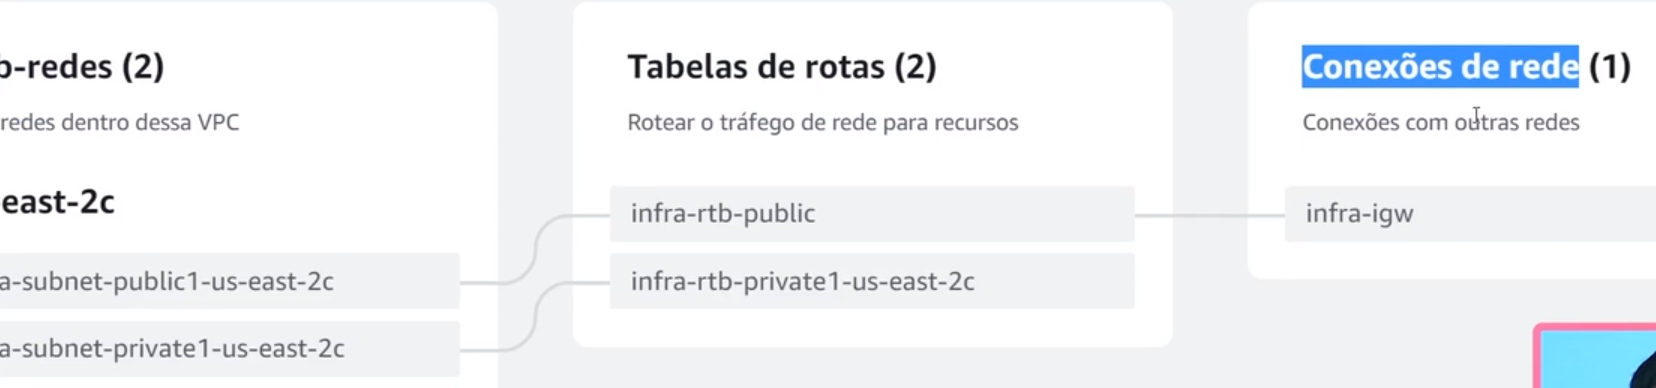 b-redes (2)
redes dentro dessa VPC
east-2c
a-subnet-public1-us-east-2c
a-subnet-private1-us-east-2c
Tabelas de rotas (2)
Rotear o tráfego de rede para recursos
infra-rtb-public
infra-rtb-private1-us-east-2c
Conexões de rede (1)
Conexões com outras redes
infra-igw